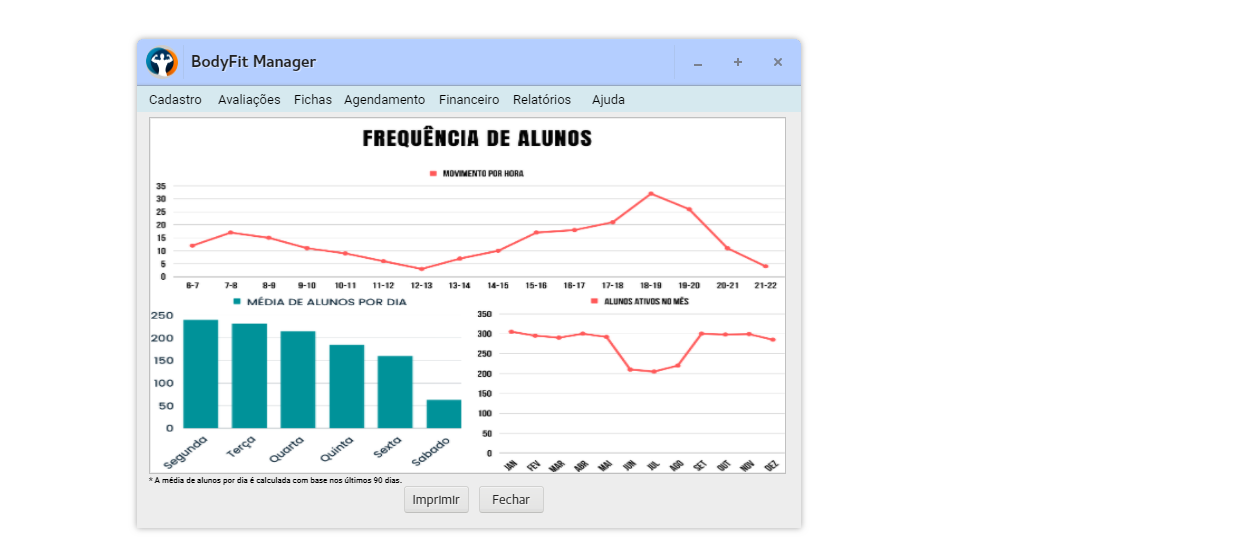 BodyFit Manager
Cadastro Avaliações Fichas Agendamento Financeiro Relatórios Ajuda
FREQUÊNCIA DE ALUNOS
MOVIMENTO POR HORA
35
30
25
20
15
10
5
0
6-7 7-8 8-9 9-10 10-11 11-12 12-13 13-14 14-15 15-16 16-17 17-18 18-19 19-20 20-21 21-22
MÉDIA DE ALUNOS POR DIA
250
200
150
100
50
0
Segunda Terça Quarta Quinta Sexta Sabado
ALUNOS ATIVOS NO MÊS
350
300
250
200
150
100
50
0
JAN FEV MAR ABR MAI JUN JUL AGO SET OUT NOV DEZ
* A média de alunos por dia é calculada com base nos últimos 90 dias.
Imprimir Fechar